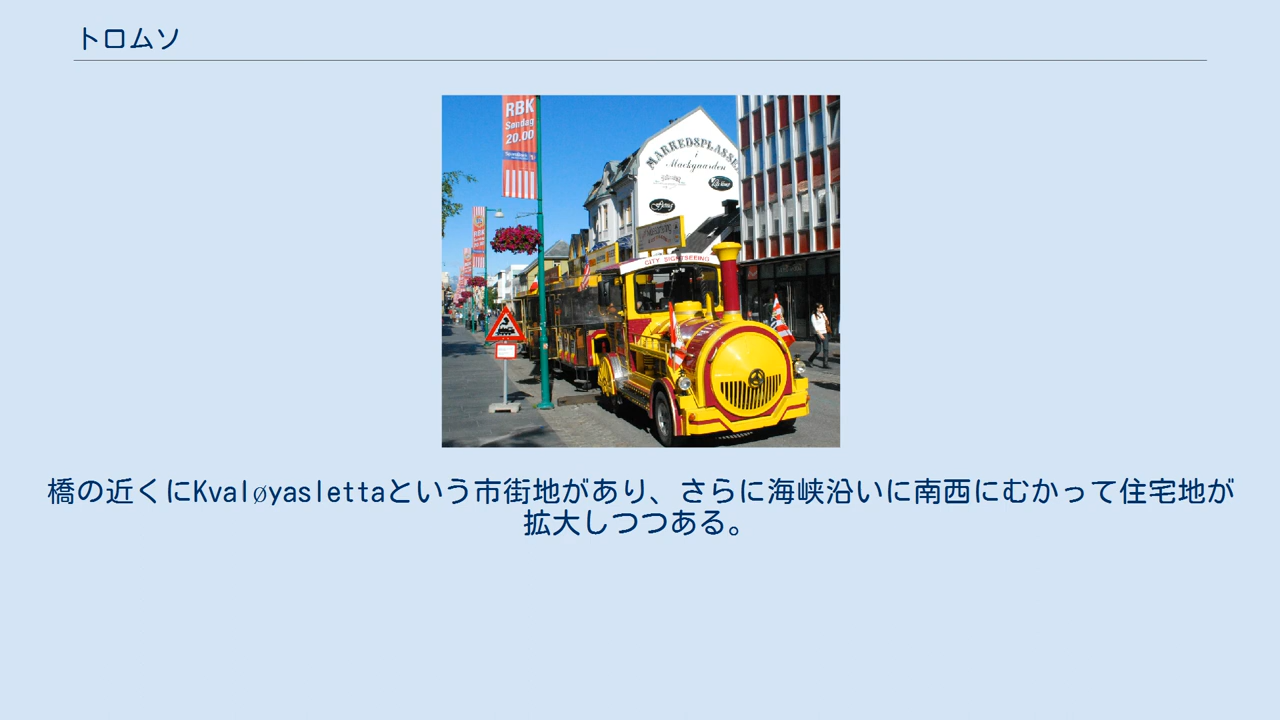 トロムソ
RBK
Søndag
20.00
MARKEDSPLASSEN
i
Mackgaarden
CITY SIGHTSEEING
橋の近くにKvaløyaslettaという市街地があり、さらに海峡沿いに南西にむかって住宅地が
拡大しつつある。